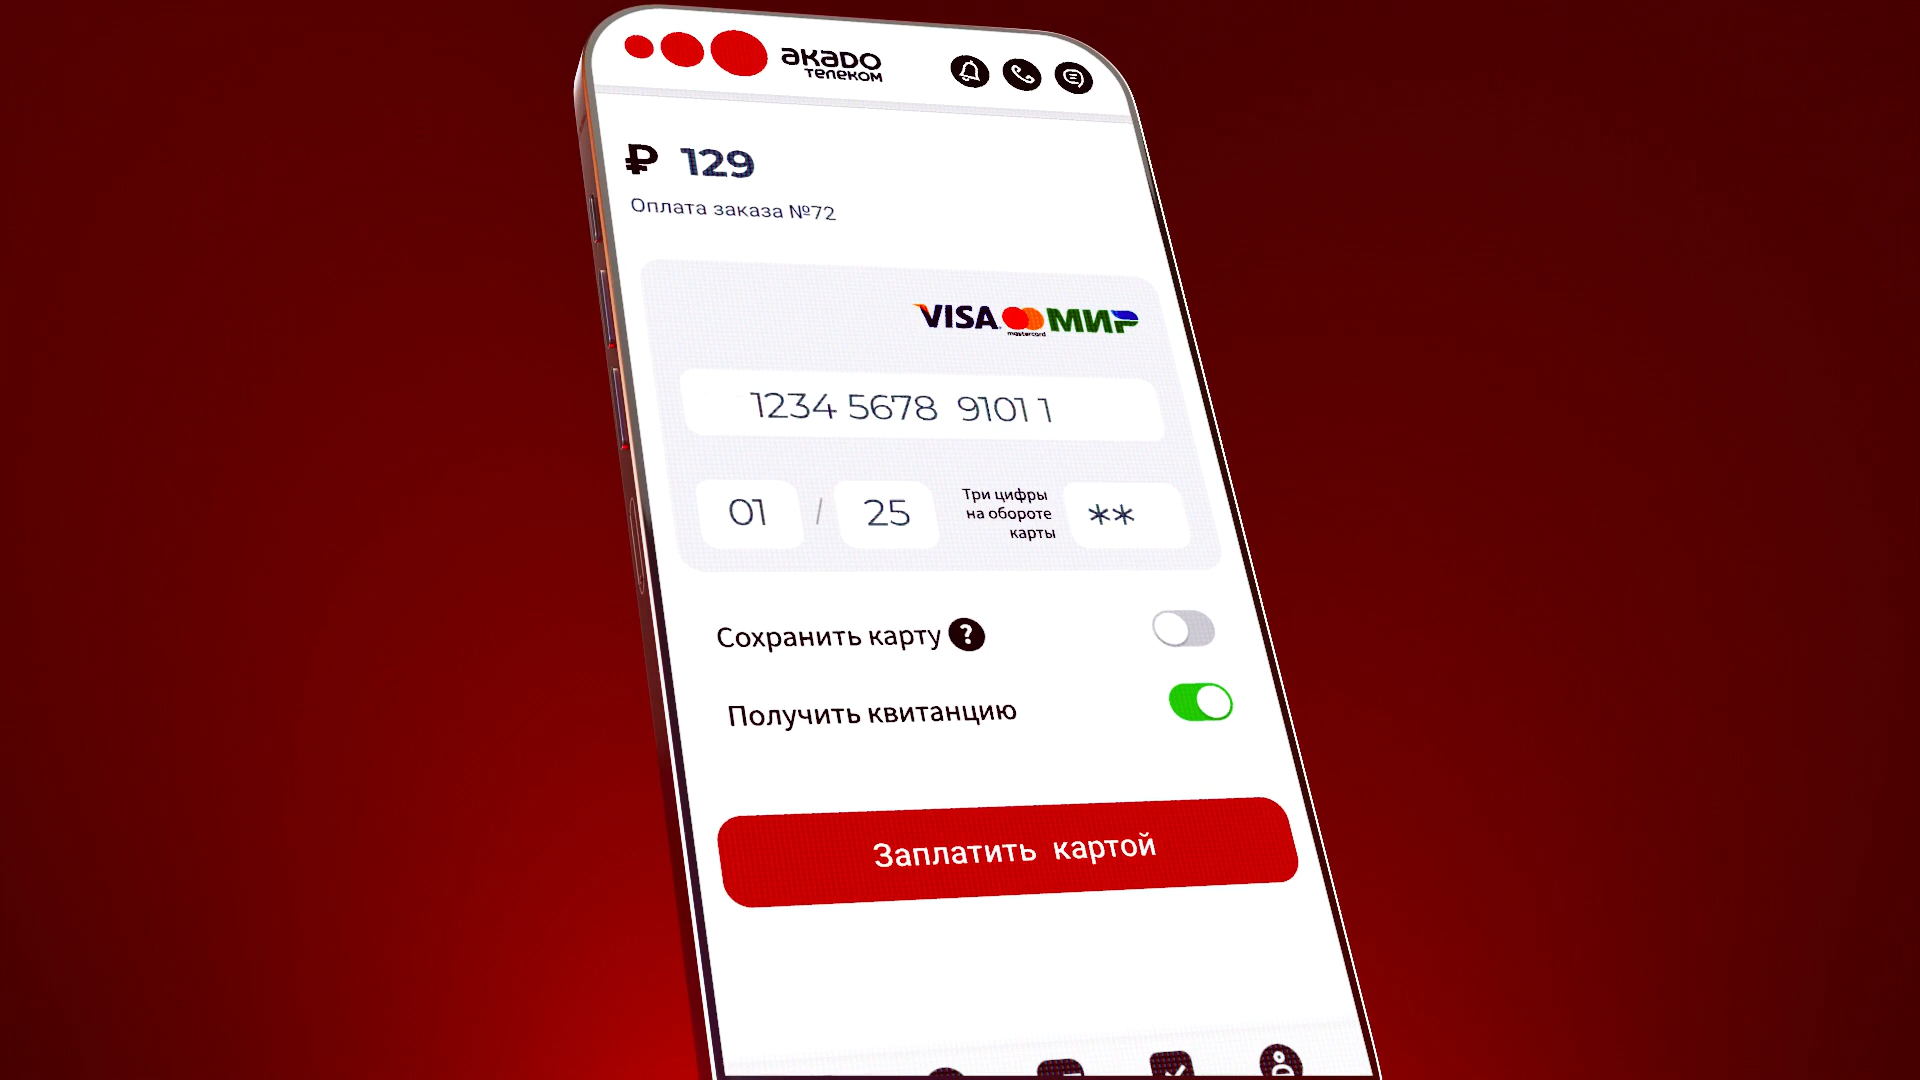 акадо
телеком
₽ 129
Оплата заказа №72
VISA mastercard МИР
1234 5678 9101 1
01 / 25
Три цифры
на обороте
карты
**
Сохранить карту ?
Получить квитанцию
Заплатить картой